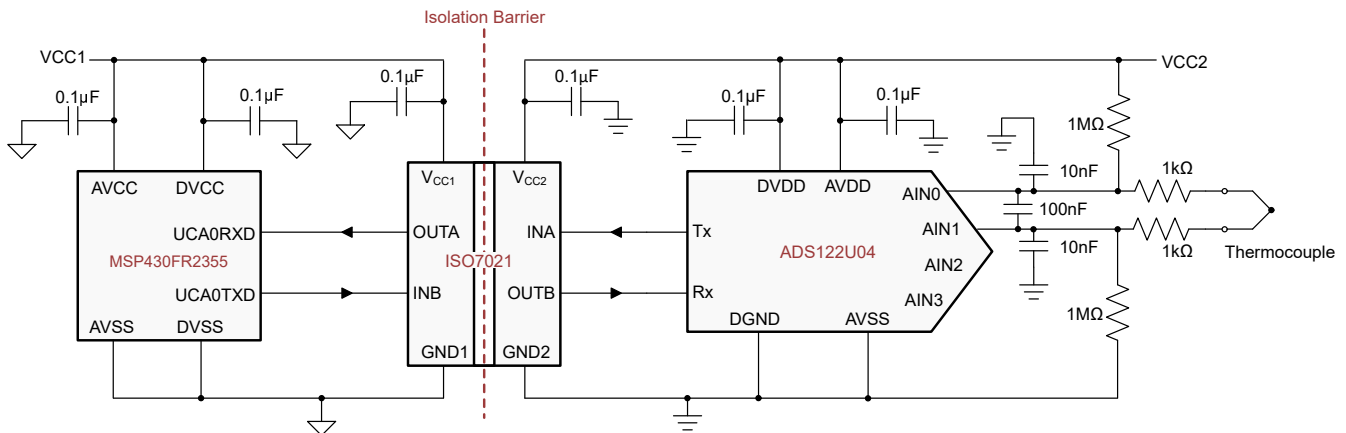 Isolation Barrier
VCC1
VCC2
0.1µF
0.1µF
0.1µF
0.1µF
0.1µF
0.1µF
1MΩ
10nF
1kΩ
AVCC
DVCC
VCC1
VCC2
DVDD
AVDD
AIN0
100nF
UCA0RXD
OUTA
INA
Tx
AIN1
10nF
1kΩ
Thermocouple
MSP430FR2355
ISO7021
ADS122U04
AIN2
UCA0TXD
INB
OUTB
Rx
AIN3
1MΩ
AVSS
DVSS
DGND
AVSS
GND1
GND2